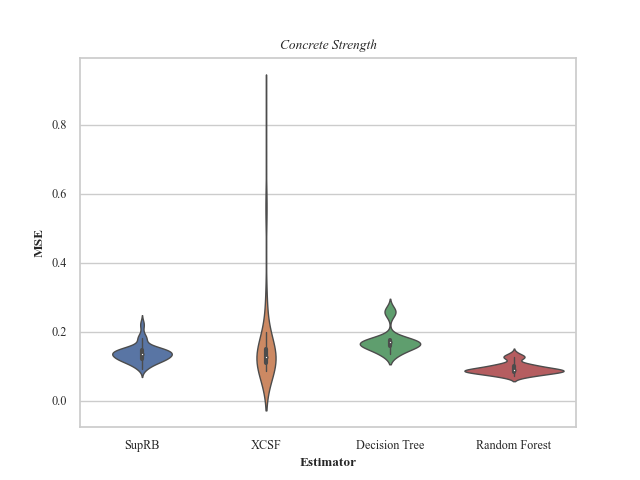 Concrete Strength
MSE
0.8
0.6
0.4
0.2
0.0
SupRB
XCSF
Decision Tree
Random Forest
Estimator